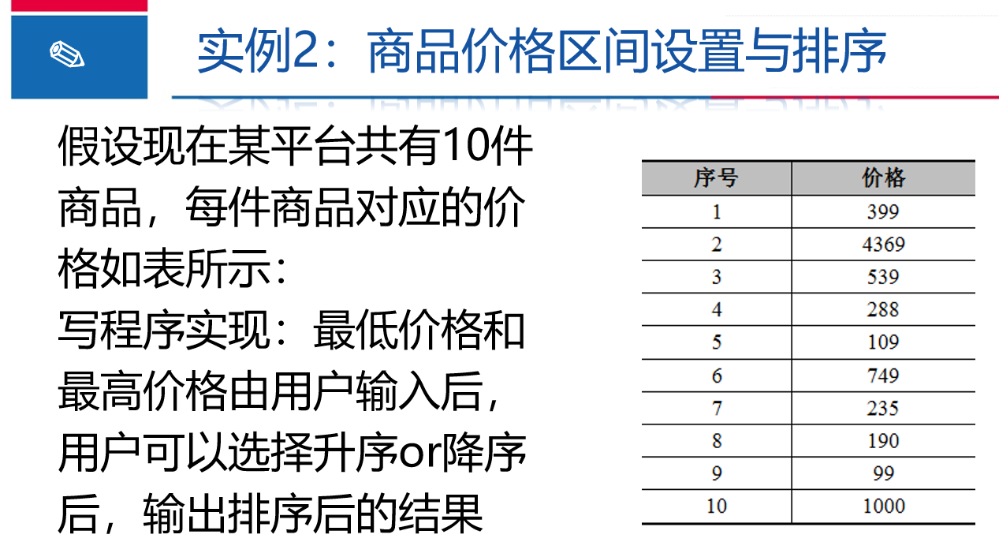 实例2：商品价格区间设置与排序
假设现在某平台共有10件
商品，每件商品对应的价
格如表所示：
写程序实现：最低价格和
最高价格由用户输入后，
用户可以选择升序or降序
后，输出排序后的结果
序号 价格
1 399
2 4369
3 539
4 288
5 109
6 749
7 235
8 190
9 99
10 1000